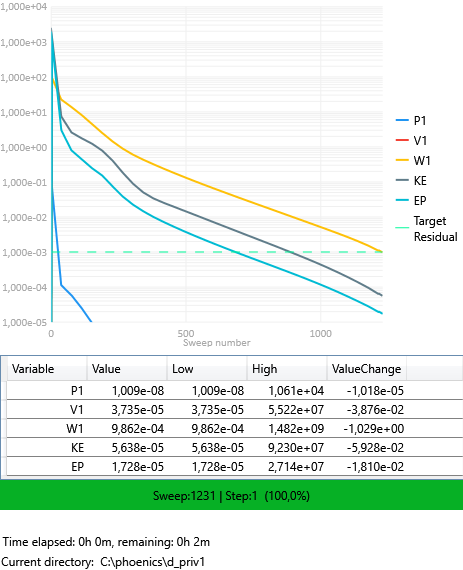 1,000e+04
1,000e+03
1,000e+02
1,000e+01
1,000e+00
1,000e-01
1,000e-02
1,000e-03
1,000e-04
1,000e-05
0 500 1000
Sweep number
P1
V1
W1
KE
EP
Target
Residual
Variable Value Low High ValueChange
P1 1,009e-08 1,009e-08 1,061e+04 -1,018e-05
V1 3,735e-05 3,735e-05 5,522e+07 -3,876e-02
W1 9,862e-04 9,862e-04 1,482e+09 -1,029e+00
KE 5,638e-05 5,638e-05 9,230e+07 -5,928e-02
EP 1,728e-05 1,728e-05 2,714e+07 -1,810e-02
Sweep:1231 | Step:1 (100,0%)
Time elapsed: 0h 0m, remaining: 0h 2m
Current directory: C:\phoenics\d_priv1